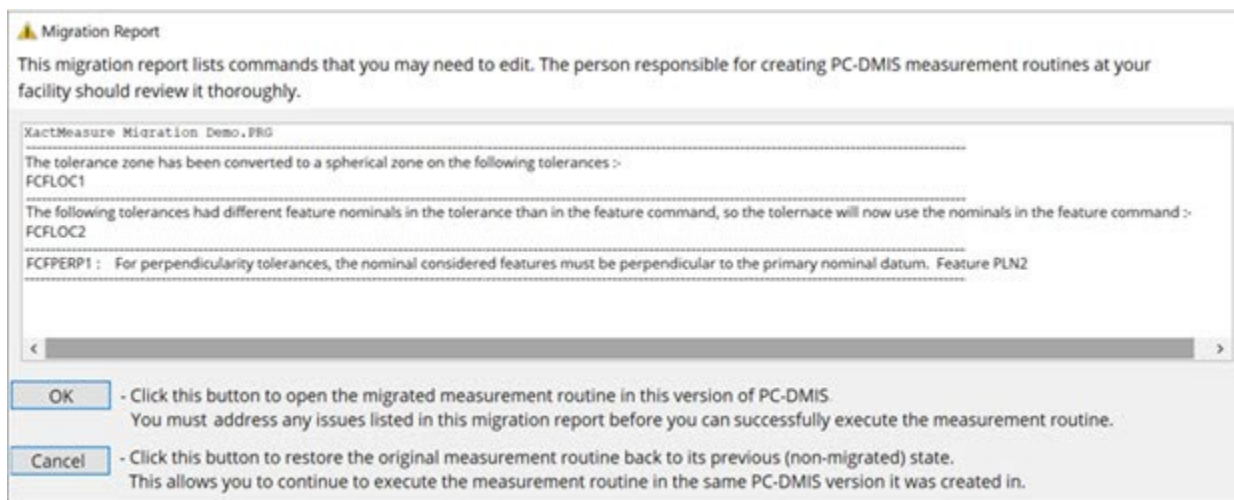 Migration Report
This migration report lists commands that you may need to edit. The person responsible for creating PC-DMIS measurement routines at your
facility should review it thoroughly.
XactMeasure Migration Demo.PRG
The tolerance zone has been converted to a spherical zone on the following tolerances :-
FCFLOC1
The following tolerances had different feature nominals in the tolerance than in the feature command, so the tolernace will now use the nominals in the feature command :-
FCFLOC2
FCFPERP1 : For perpendicularity tolerances, the nominal considered features must be perpendicular to the primary nominal datum. Feature PLN2
OK - Click this button to open the migrated measurement routine in this version of PC-DMIS
You must address any issues listed in this migration report before you can successfully execute the measurement routine.
Cancel - Click this button to restore the original measurement routine back to its previous (non-migrated) state.
This allows you to continue to execute the measurement routine in the same PC-DMIS version it was created in.